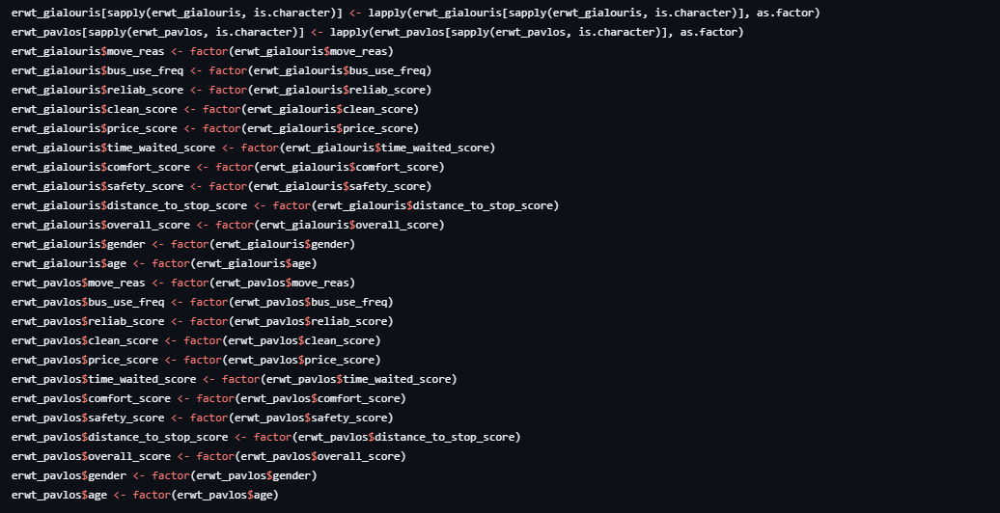 erwt_gialouris[sapply(erwt_gialouris, is.character)] <- lapply(erwt_gialouris[sapply(erwt_gialouris, is.character)], as.factor)
erwt_pavlos[sapply(erwt_pavlos, is.character)] <- lapply(erwt_pavlos[sapply(erwt_pavlos, is.character)], as.factor)
erwt_gialouris$move_reas <- factor(erwt_gialouris$move_reas)
erwt_gialouris$bus_use_freq <- factor(erwt_gialouris$bus_use_freq)
erwt_gialouris$reliab_score <- factor(erwt_gialouris$reliab_score)
erwt_gialouris$clean_score <- factor(erwt_gialouris$clean_score)
erwt_gialouris$price_score <- factor(erwt_gialouris$price_score)
erwt_gialouris$time_waited_score <- factor(erwt_gialouris$time_waited_score)
erwt_gialouris$comfort_score <- factor(erwt_gialouris$comfort_score)
erwt_gialouris$safety_score <- factor(erwt_gialouris$safety_score)
erwt_gialouris$distance_to_stop_score <- factor(erwt_gialouris$distance_to_stop_score)
erwt_gialouris$overall_score <- factor(erwt_gialouris$overall_score)
erwt_gialouris$gender <- factor(erwt_gialouris$gender)
erwt_gialouris$age <- factor(erwt_gialouris$age)
erwt_pavlos$move_reas <- factor(erwt_pavlos$move_reas)
erwt_pavlos$bus_use_freq <- factor(erwt_pavlos$bus_use_freq)
erwt_pavlos$reliab_score <- factor(erwt_pavlos$reliab_score)
erwt_pavlos$clean_score <- factor(erwt_pavlos$clean_score)
erwt_pavlos$price_score <- factor(erwt_pavlos$price_score)
erwt_pavlos$time_waited_score <- factor(erwt_pavlos$time_waited_score)
erwt_pavlos$comfort_score <- factor(erwt_pavlos$comfort_score)
erwt_pavlos$safety_score <- factor(erwt_pavlos$safety_score)
erwt_pavlos$distance_to_stop_score <- factor(erwt_pavlos$distance_to_stop_score)
erwt_pavlos$overall_score <- factor(erwt_pavlos$overall_score)
erwt_pavlos$gender <- factor(erwt_pavlos$gender)
erwt_pavlos$age <- factor(erwt_pavlos$age)